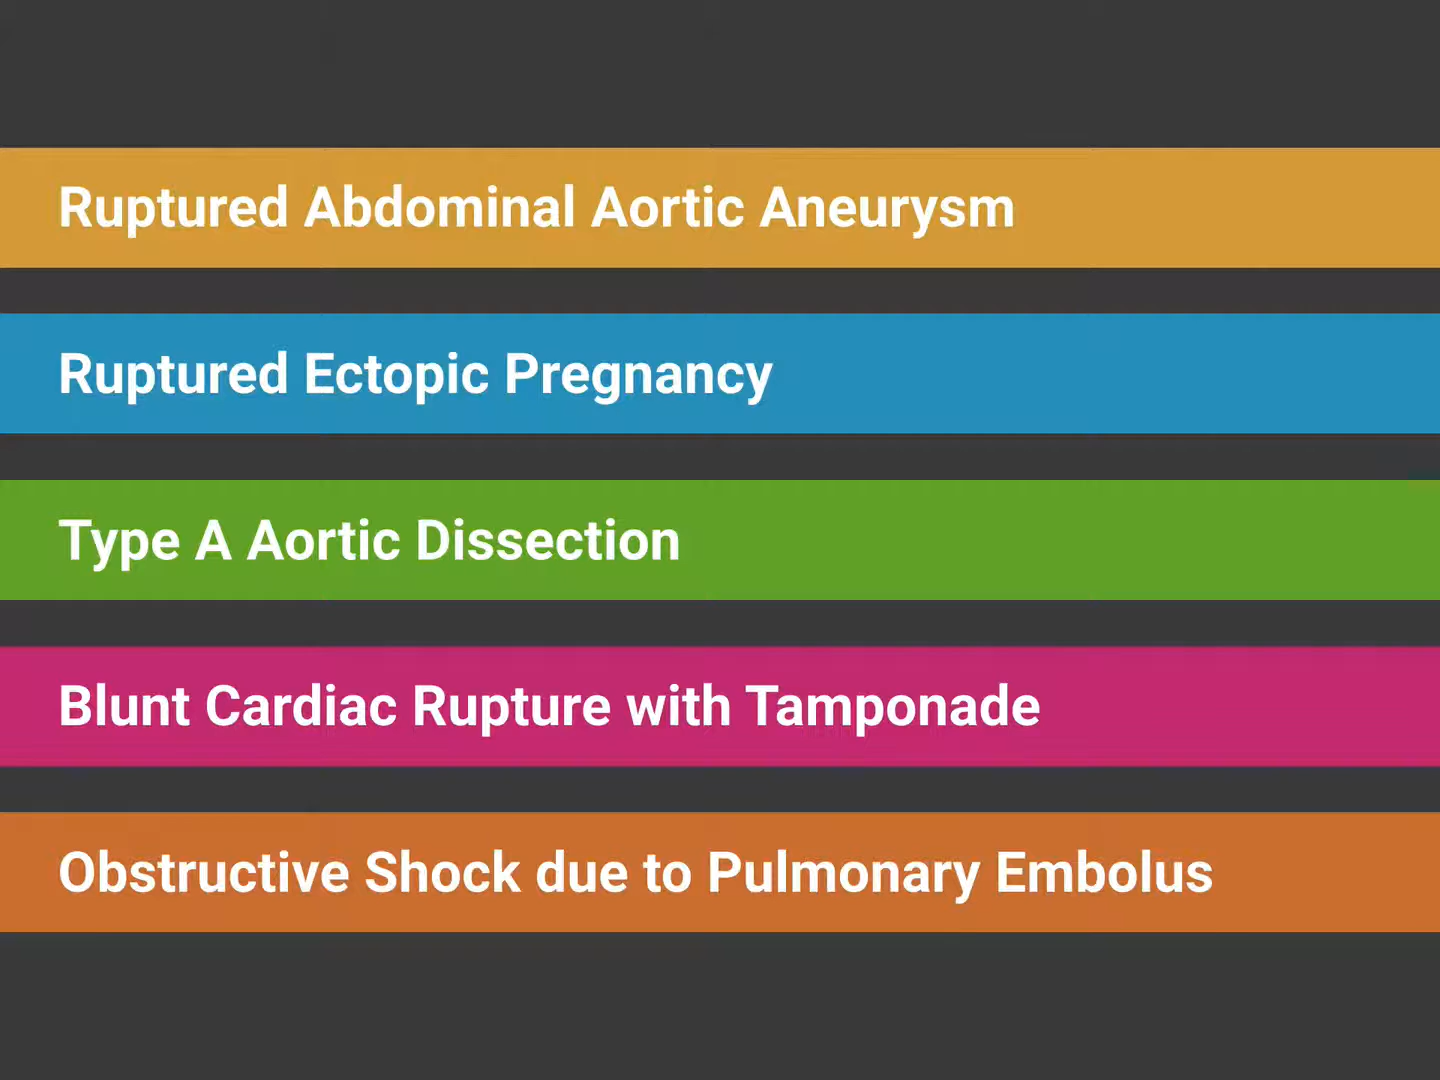 Ruptured Abdominal Aortic Aneurysm
Ruptured Ectopic Pregnancy
Type A Aortic Dissection
Blunt Cardiac Rupture with Tamponade
Obstructive Shock due to Pulmonary Embolus